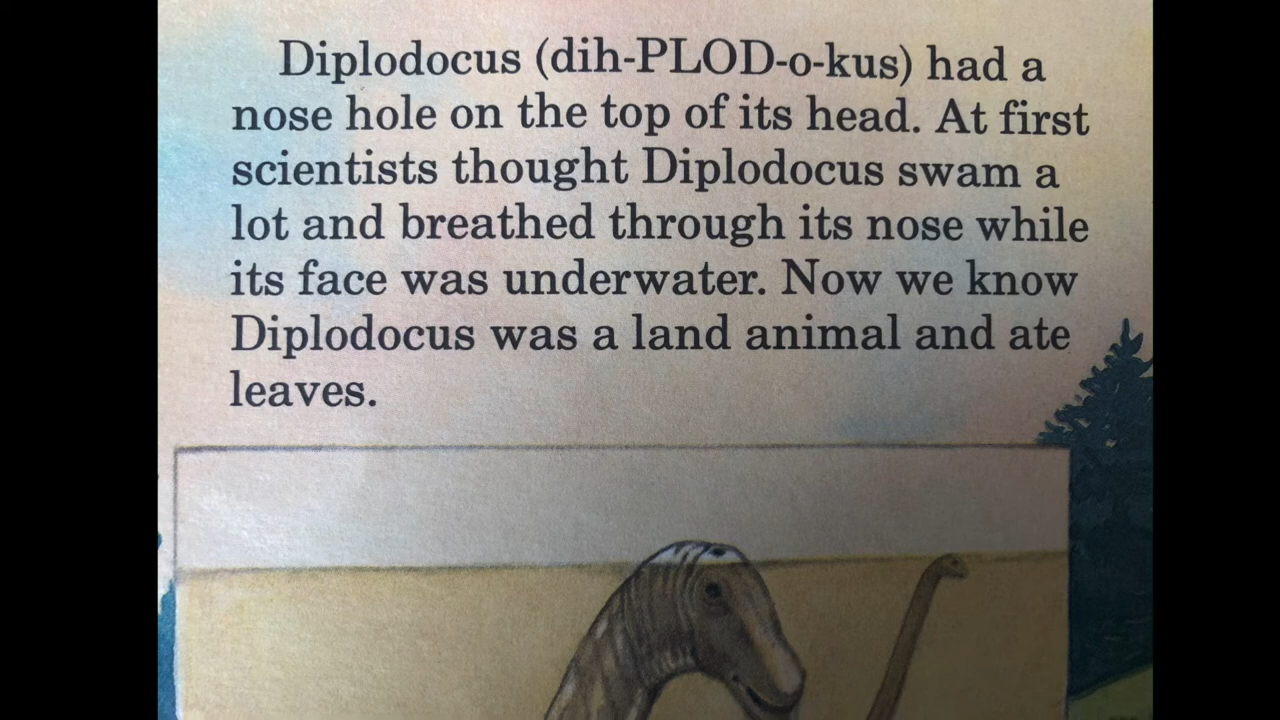 Diplodocus (dih-PLOD-o-kus) had a
nose hole on the top of its head. At first
scientists thought Diplodocus swam a
lot and breathed through its nose while
its face was underwater. Now we know
Diplodocus was a land animal and ate
leaves.